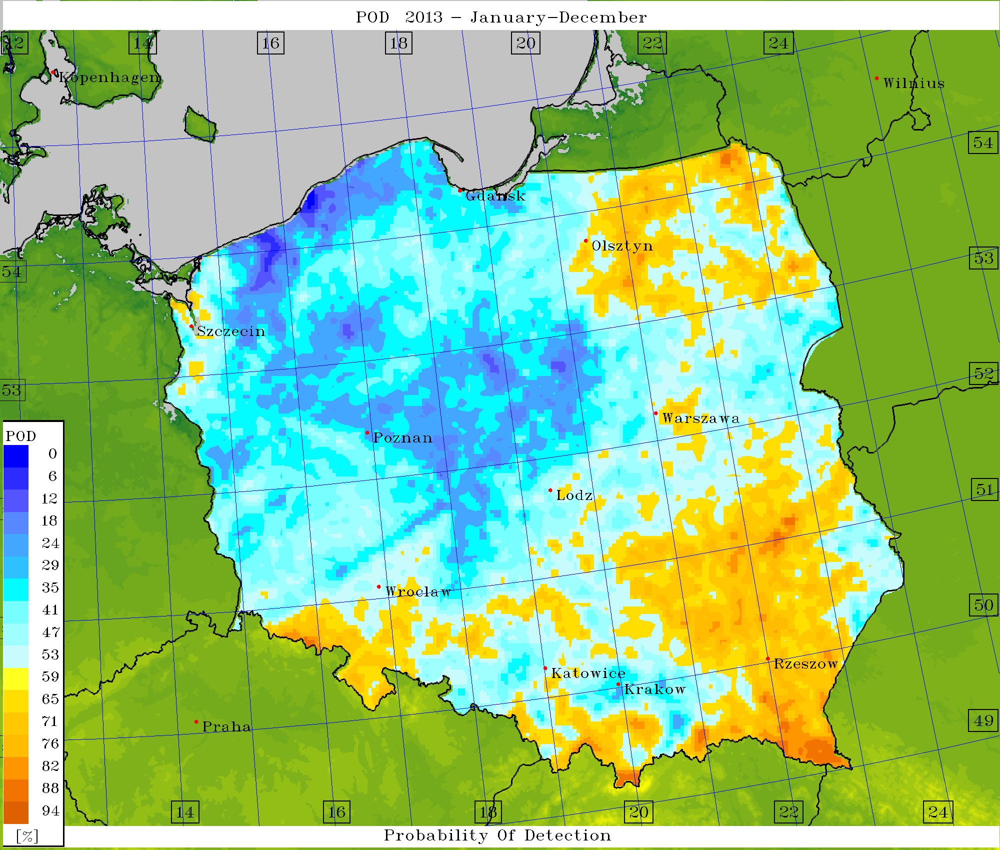 POD 2013 - January-December
12 14 16 18 20 22 24
Kopenhagen
Wilnius
54
Gdansk
Olsztyn
53
54
Szczecin
52
53
Warszawa
POD
Poznan
0
6
51
Lodz
12
18
24
29
35
Wroclaw
50
41
47
53
Rzeszow
59
Katowice
Krakow
65
71
49
Praha
76
82
88
94
14 16 18 20 22 24
[%]
Probability Of Detection